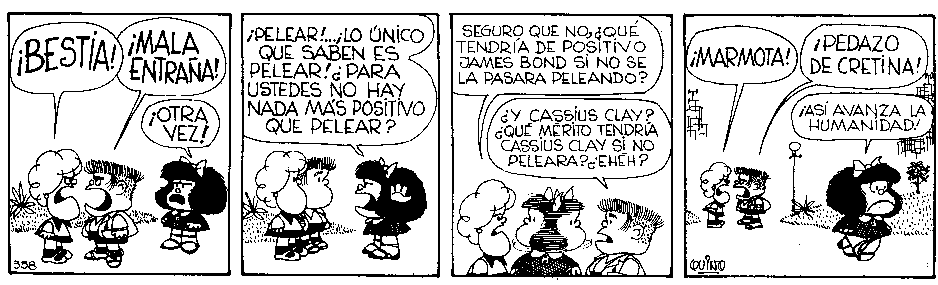 ¡BESTIA!
¡MALA
ENTRAÑA!
¡OTRA
VEZ!
358
¡PELEAR!...¡LO ÚNICO
QUE SABEN ES
PELEAR!¿PARA
USTEDES NO HAY
NADA MÁS POSITIVO
QUE PELEAR?
SEGURO QUE NO,¿QUÉ
TENDRÍA DE POSITIVO
JAMES BOND SI NO SE
LA PASARA PELEANDO?
¿Y CASSIUS CLAY?
¿QUÉ MÉRITO TENDRÍA
CASSIUS CLAY SI NO
PELEARA?¿EHÉH?
¡MARMOTA!
¡PEDAZO
DE CRETINA!
¡ASÍ AVANZA LA
HUMANIDAD!
QUINO